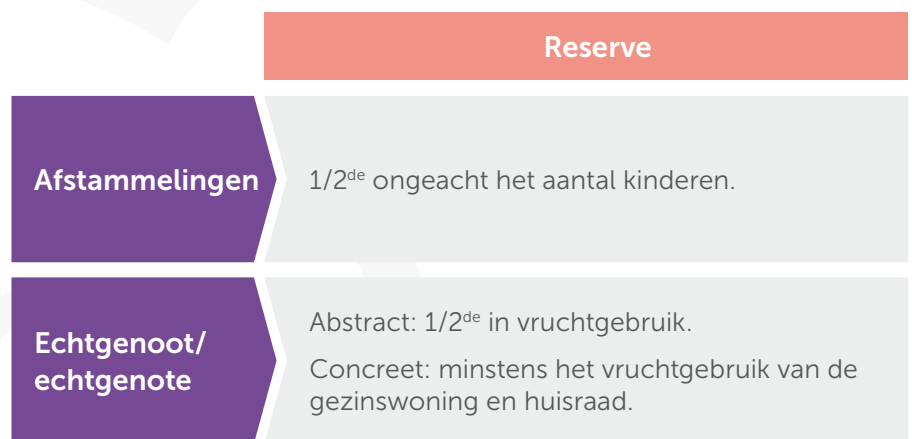 Reserve
Afstammelingen
1/2de ongeacht het aantal kinderen.
Echtgenoot/
echtgenote
Abstract: 1/2de in vruchtgebruik.
Concreet: minstens het vruchtgebruik van de
gezinswoning en huisraad.